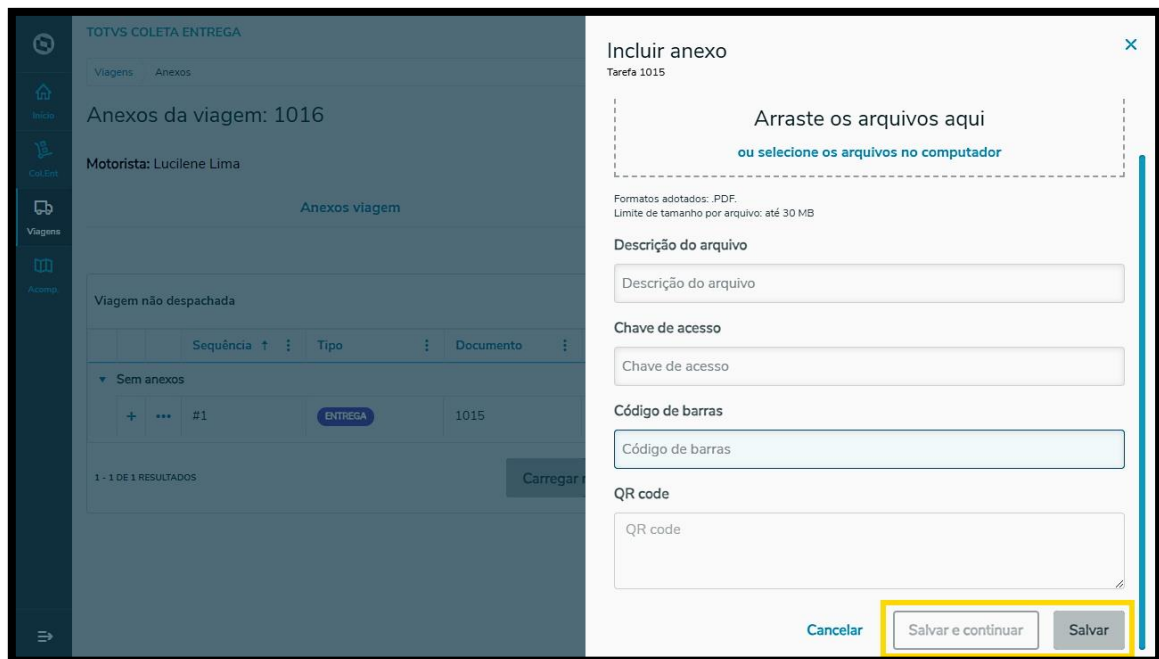 TOTVS COLETA ENTREGA
Viagens Anexos
Anexos da viagem: 1016
Motorista: Lucilene Lima
Anexos viagem
Início
Col.Ent
Viagens
Acomp.
Viagem não despachada
Sequência Tipo Documento
Sem anexos
#1 ENTREGA 1015
1 - 1 DE 1 RESULTADOS
Carregar
Incluir anexo
Tarefa 1015
Arraste os arquivos aqui
ou selecione os arquivos no computador
Formatos adotados: .PDF.
Limite de tamanho por arquivo: até 30 MB
Descrição do arquivo
Descrição do arquivo
Chave de acesso
Chave de acesso
Código de barras
Código de barras
QR code
QR code
Cancelar Salvar e continuar Salvar